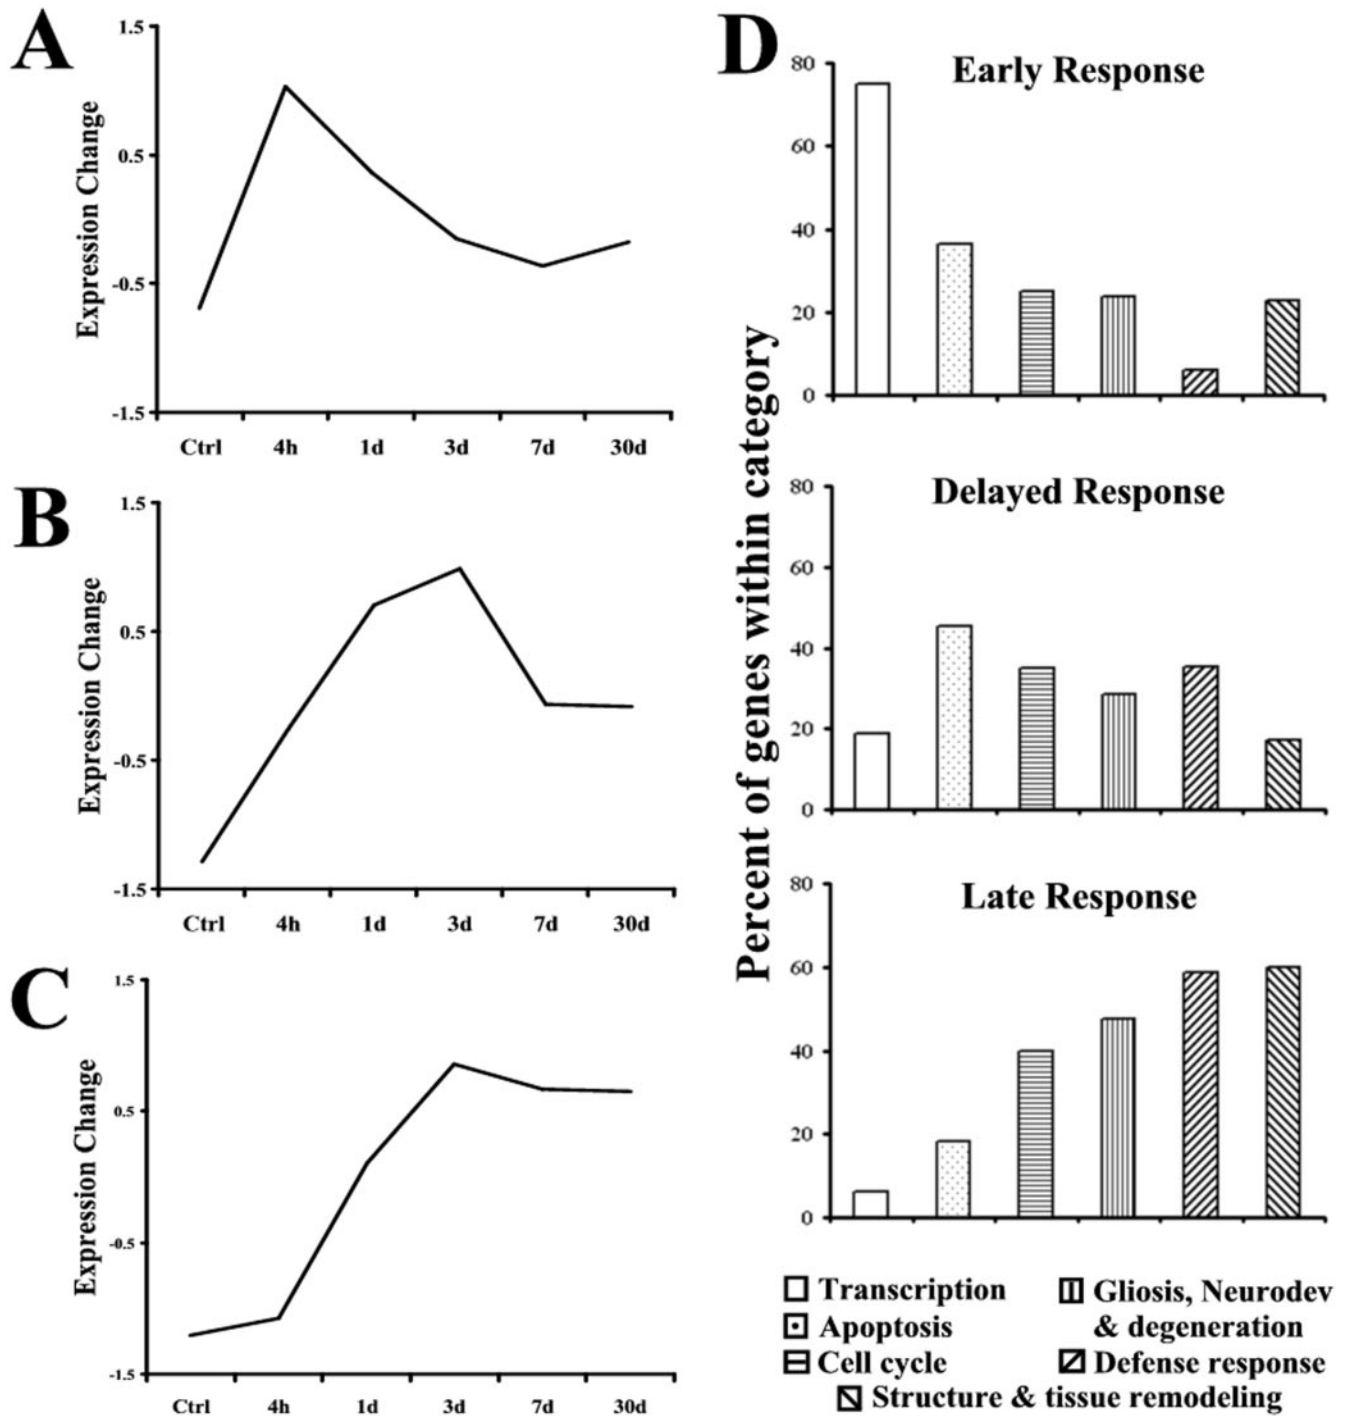 A
1.5
0.5
-0.5
-1.5
Expression Change
Ctrl 4h 1d 3d 7d 30d
B
1.5
0.5
-0.5
-1.5
Expression Change
Ctrl 4h 1d 3d 7d 30d
C
1.5
0.5
-0.5
-1.5
Expression Change
Ctrl 4h 1d 3d 7d 30d
D
Percent of genes within category
Early Response
80
60
40
20
0
Delayed Response
80
60
40
20
0
Late Response
80
60
40
20
0
Transcription
Apoptosis
Cell cycle
Gliosis, Neurodev
& degeneration
Defense response
Structure & tissue remodeling